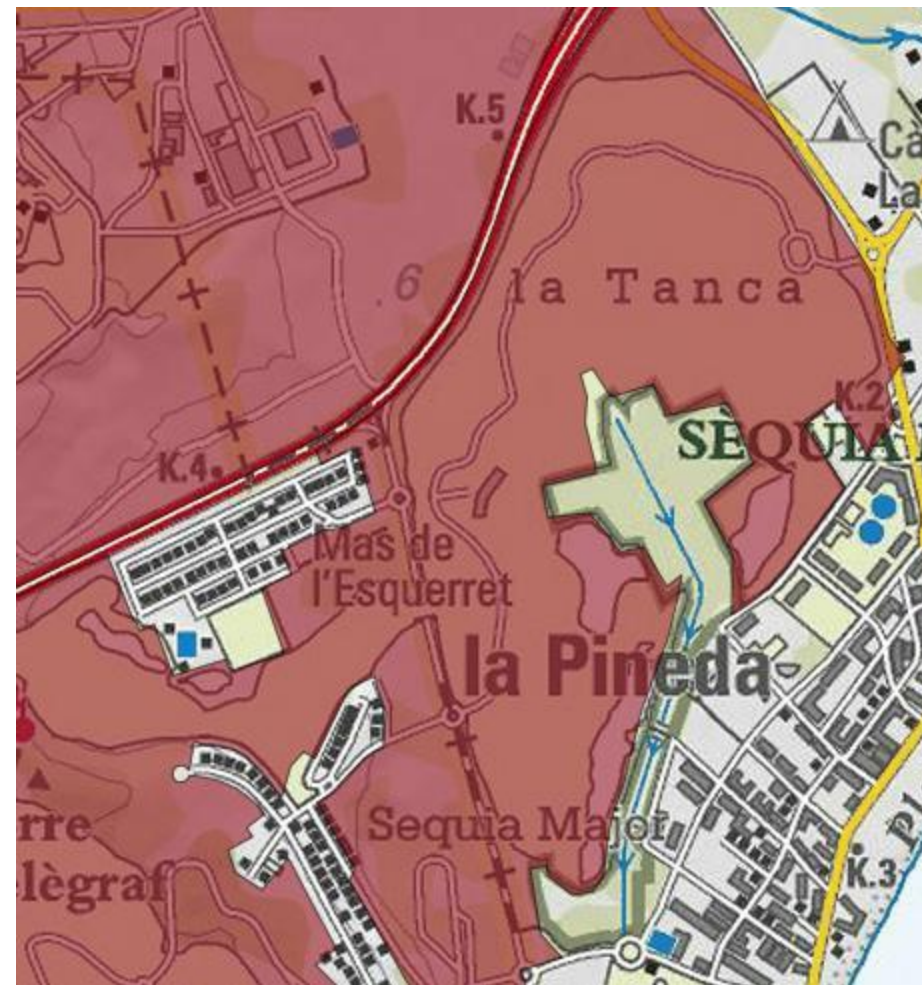 K.5
la Tanca
.6
K.2
SÈQUIA
K.4
Mas de
l'Esquerret
la Pineda
Sequia Major
K.3